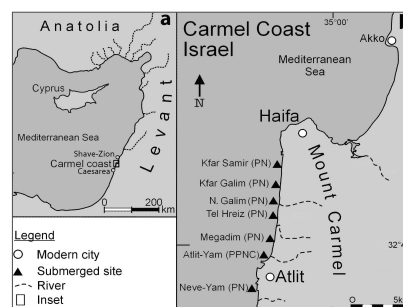 a
Anatolia
Cyprus
Levant
Mediterranean Sea
Shave-Zion
Carmel coast
Caesarea
0 200
km
Legend
Modern city
Submerged site
River
Inset
Carmel Coast
Israel
35°00'
Akko
Mediterranean
Sea
N
Haifa
Mount Carmel
Kfar Samir (PN)
Kfar Galim (PN)
N. Galim (PN)
Tel Hreiz (PN)
Megadim (PN)
Atlit-Yam (PPNC)
Atlit
Neve-Yam (PN)
32°4
0 5k